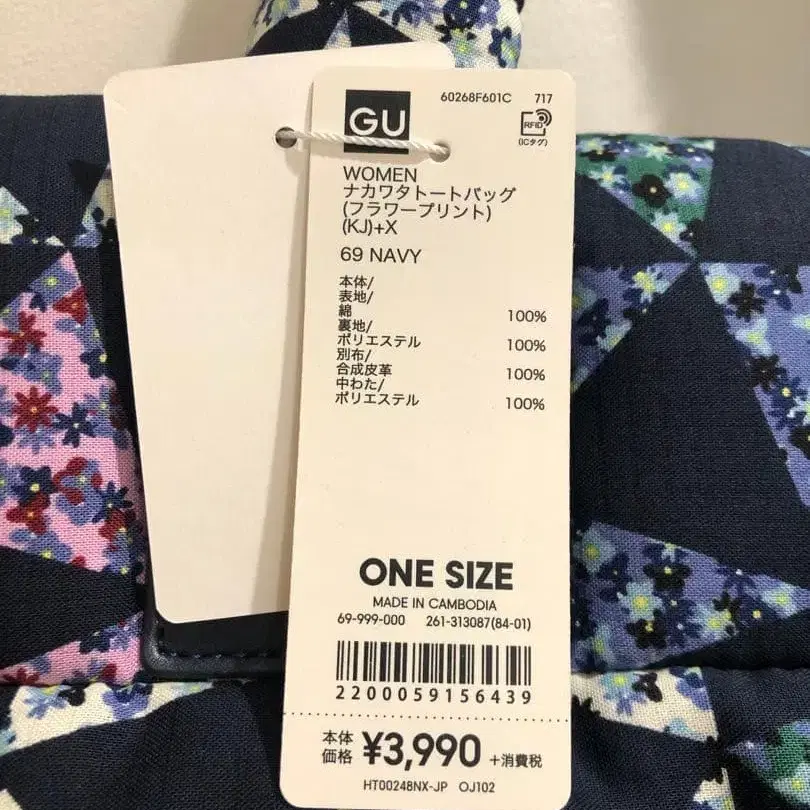 GU
60268F601C 717
RFID
(ICタグ)
WOMEN
ナカワタトートバッグ
(フラワープリント)
(KJ)+X
69 NAVY
本体/
表地/
綿 100%
裏地/
ポリエステル 100%
別布/
合成皮革 100%
中わた/
ポリエステル 100%
ONE SIZE
MADE IN CAMBODIA
69-999-000 261-313087(84-01)
2200059156439
本体価格 ¥3,990 +消費税
HT00248NX-JP OJ102